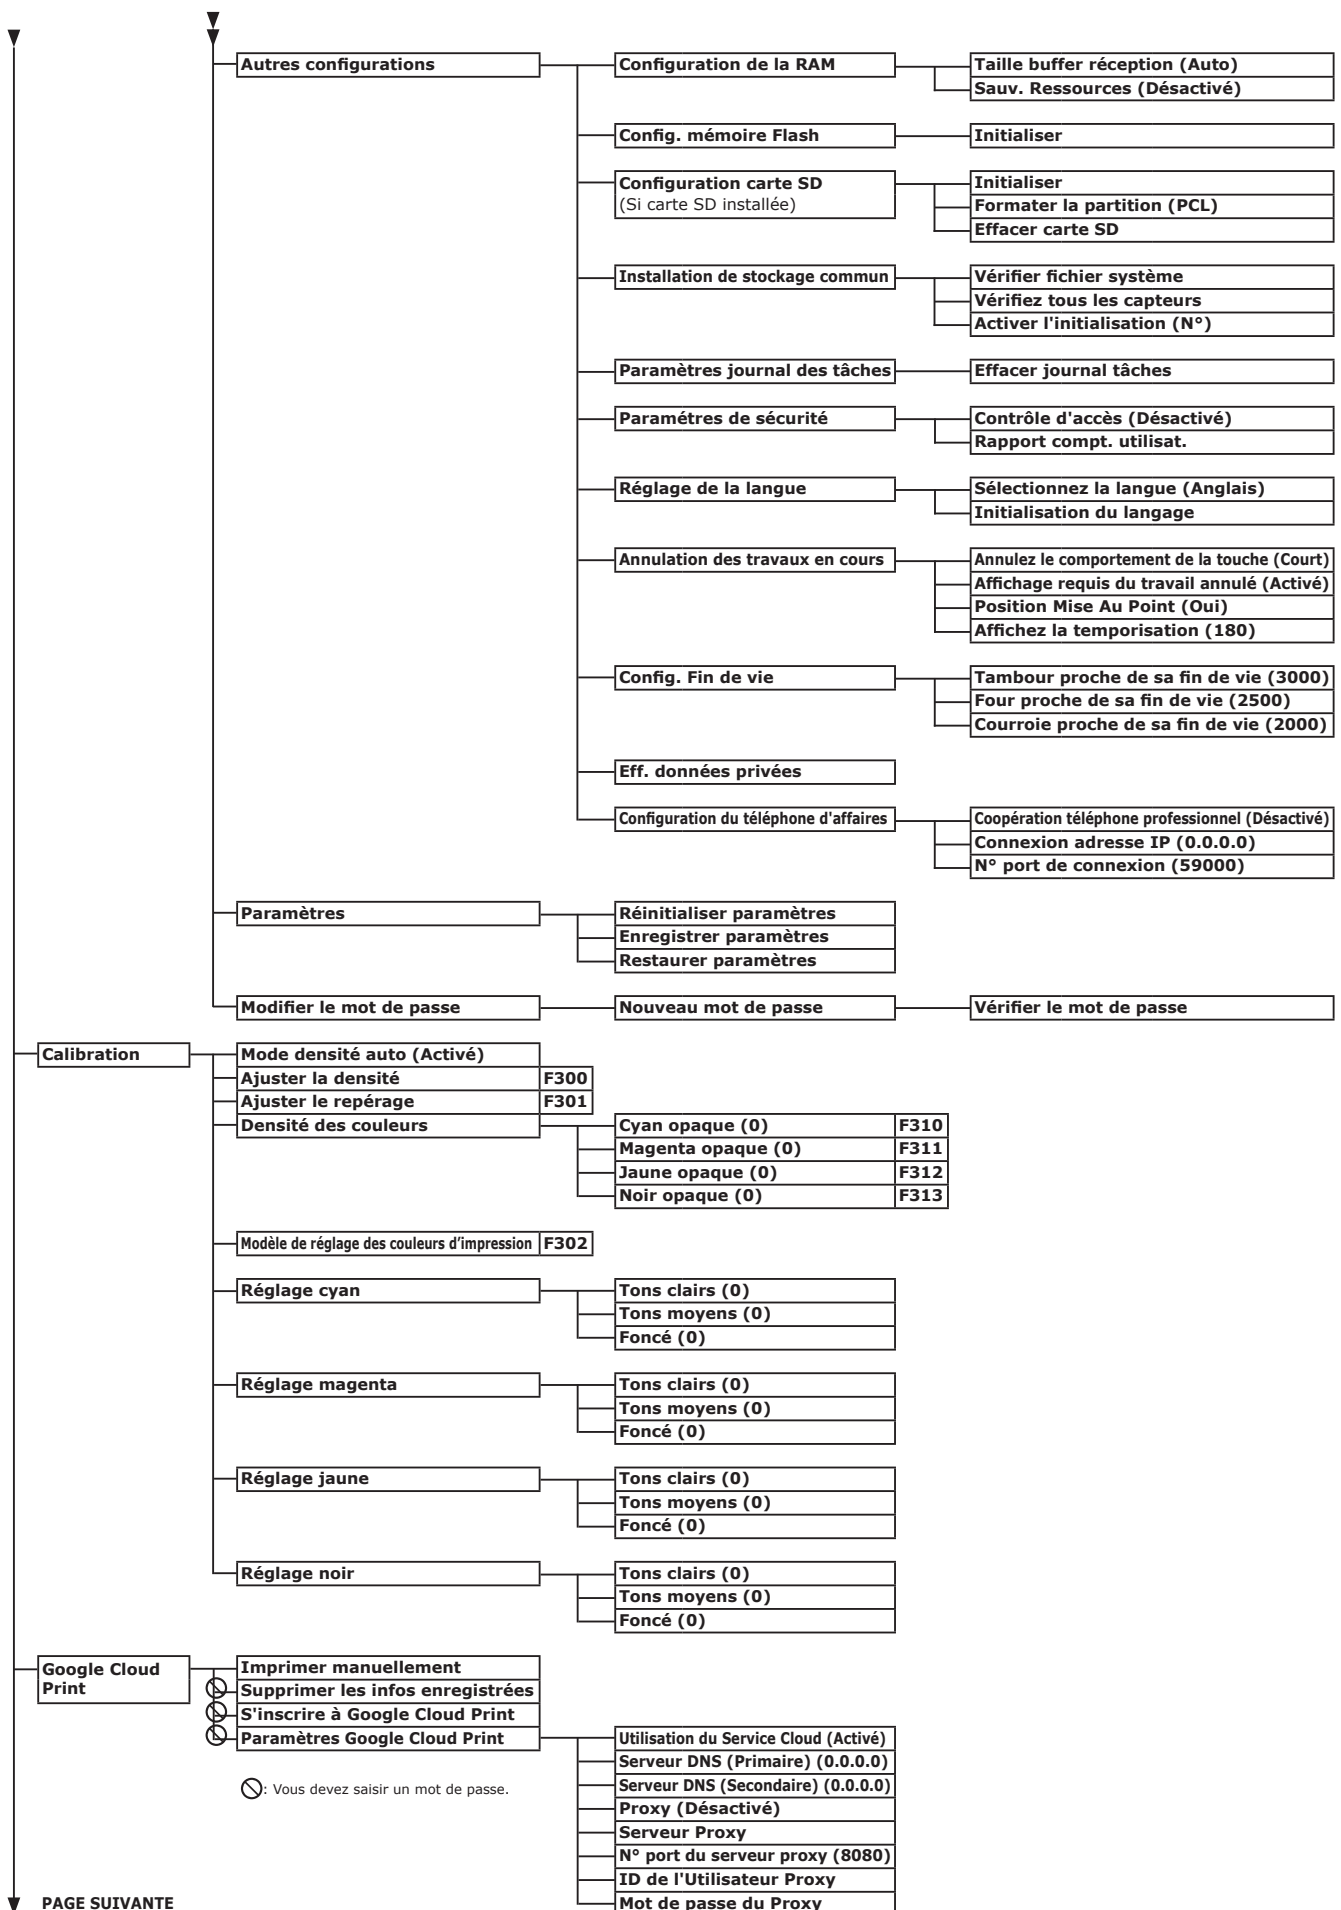 Autres configurations
Configuration de la RAM
Taille buffer réception (Auto)
Sauv. Ressources (Désactivé)
Config. mémoire Flash
Initialiser
Configuration carte SD
(Si carte SD installée)
Initialiser
Formater la partition (PCL)
Effacer carte SD
Installation de stockage commun
Vérifier fichier système
Vérifiez tous les capteurs
Activer l'initialisation (N°)
Paramètres journal des tâches
Effacer journal tâches
Paramétres de sécurité
Contrôle d'accès (Désactivé)
Rapport compt. utilisat.
Réglage de la langue
Sélectionnez la langue (Anglais)
Initialisation du langage
Annulation des travaux en cours
Annulez le comportement de la touche (Court)
Affichage requis du travail annulé (Activé)
Position Mise Au Point (Oui)
Affichez la temporisation (180)
Config. Fin de vie
Tambour proche de sa fin de vie (3000)
Four proche de sa fin de vie (2500)
Courroie proche de sa fin de vie (2000)
Eff. données privées
Configuration du téléphone d'affaires
Coopération téléphone professionnel (Désactivé)
Connexion adresse IP (0.0.0.0)
N° port de connexion (59000)
Paramètres
Réinitialiser paramètres
Enregistrer paramètres
Restaurer paramètres
Modifier le mot de passe
Nouveau mot de passe
Vérifier le mot de passe
Calibration
Mode densité auto (Activé)
Ajuster la densité F300
Ajuster le repérage F301
Densité des couleurs
Cyan opaque (0) F310
Magenta opaque (0) F311
Jaune opaque (0) F312
Noir opaque (0) F313
Modèle de réglage des couleurs d’impression F302
Réglage cyan
Tons clairs (0)
Tons moyens (0)
Foncé (0)
Réglage magenta
Tons clairs (0)
Tons moyens (0)
Foncé (0)
Réglage jaune
Tons clairs (0)
Tons moyens (0)
Foncé (0)
Réglage noir
Tons clairs (0)
Tons moyens (0)
Foncé (0)
Google Cloud
Print
Imprimer manuellement
Supprimer les infos enregistrées
S'inscrire à Google Cloud Print
Paramètres Google Cloud Print
Utilisation du Service Cloud (Activé)
Serveur DNS (Primaire) (0.0.0.0)
Serveur DNS (Secondaire) (0.0.0.0)
Proxy (Désactivé)
Serveur Proxy
N° port du serveur proxy (8080)
ID de l'Utilisateur Proxy
Mot de passe du Proxy
: Vous devez saisir un mot de passe.
PAGE SUIVANTE